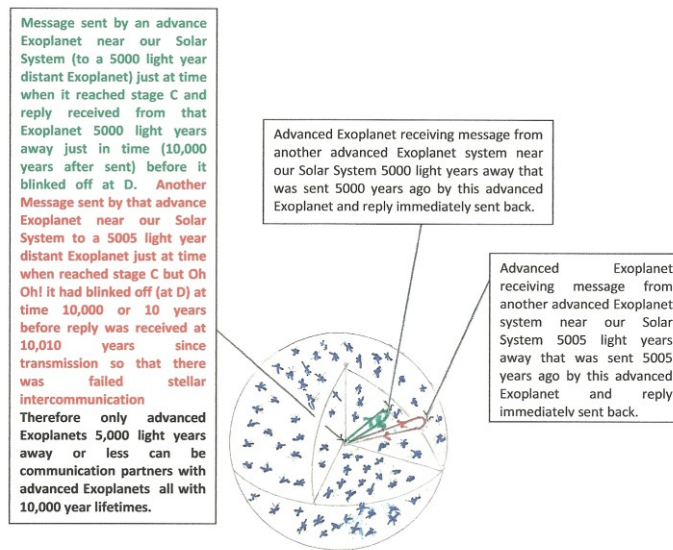 Message sent by an advance
Exoplanet near our Solar
System (to a 5000 light year
distant Exoplanet) just at time
when it reached stage C and
reply received from that
Exoplanet 5000 light years
away just in time (10,000
years after sent) before it
blinked off at D. Another
Message sent by that advance
Exoplanet near our Solar
System to a 5005 light year
distant Exoplanet just at time
when reached stage C but Oh
Oh! it had blinked off (at D) at
time 10,000 or 10 years
before reply was received at
10,010 years since
transmission so that there
was failed stellar
intercommunication
Therefore only advanced
Exoplanets 5,000 light years
away or less can be
communication partners with
advanced Exoplanets all with
10,000 year lifetimes.
Advanced Exoplanet receiving message from
another advanced Exoplanet system near
our Solar System 5000 light years away that
was sent 5000 years ago by this advanced
Exoplanet and reply immediately sent back.
Advanced Exoplanet
receiving message from
another advanced Exoplanet
system near our Solar
System 5005 light years
away that was sent 5005
years ago by this advanced
Exoplanet and reply
immediately sent back.